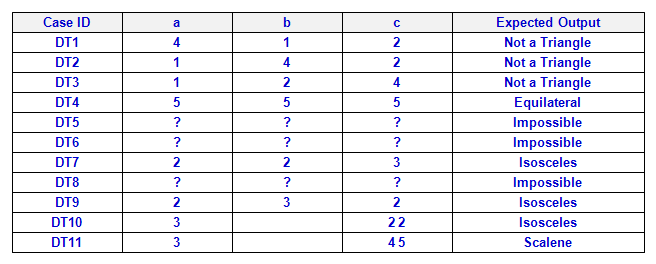 Case ID a b c Expected Output
DT1 4 1 2 Not a Triangle
DT2 1 4 2 Not a Triangle
DT3 1 2 4 Not a Triangle
DT4 5 5 5 Equilateral
DT5 ? ? ? Impossible
DT6 ? ? ? Impossible
DT7 2 2 3 Isosceles
DT8 ? ? ? Impossible
DT9 2 3 2 Isosceles
DT10 3 2 2 Isosceles
DT11 3 4 5 Scalene